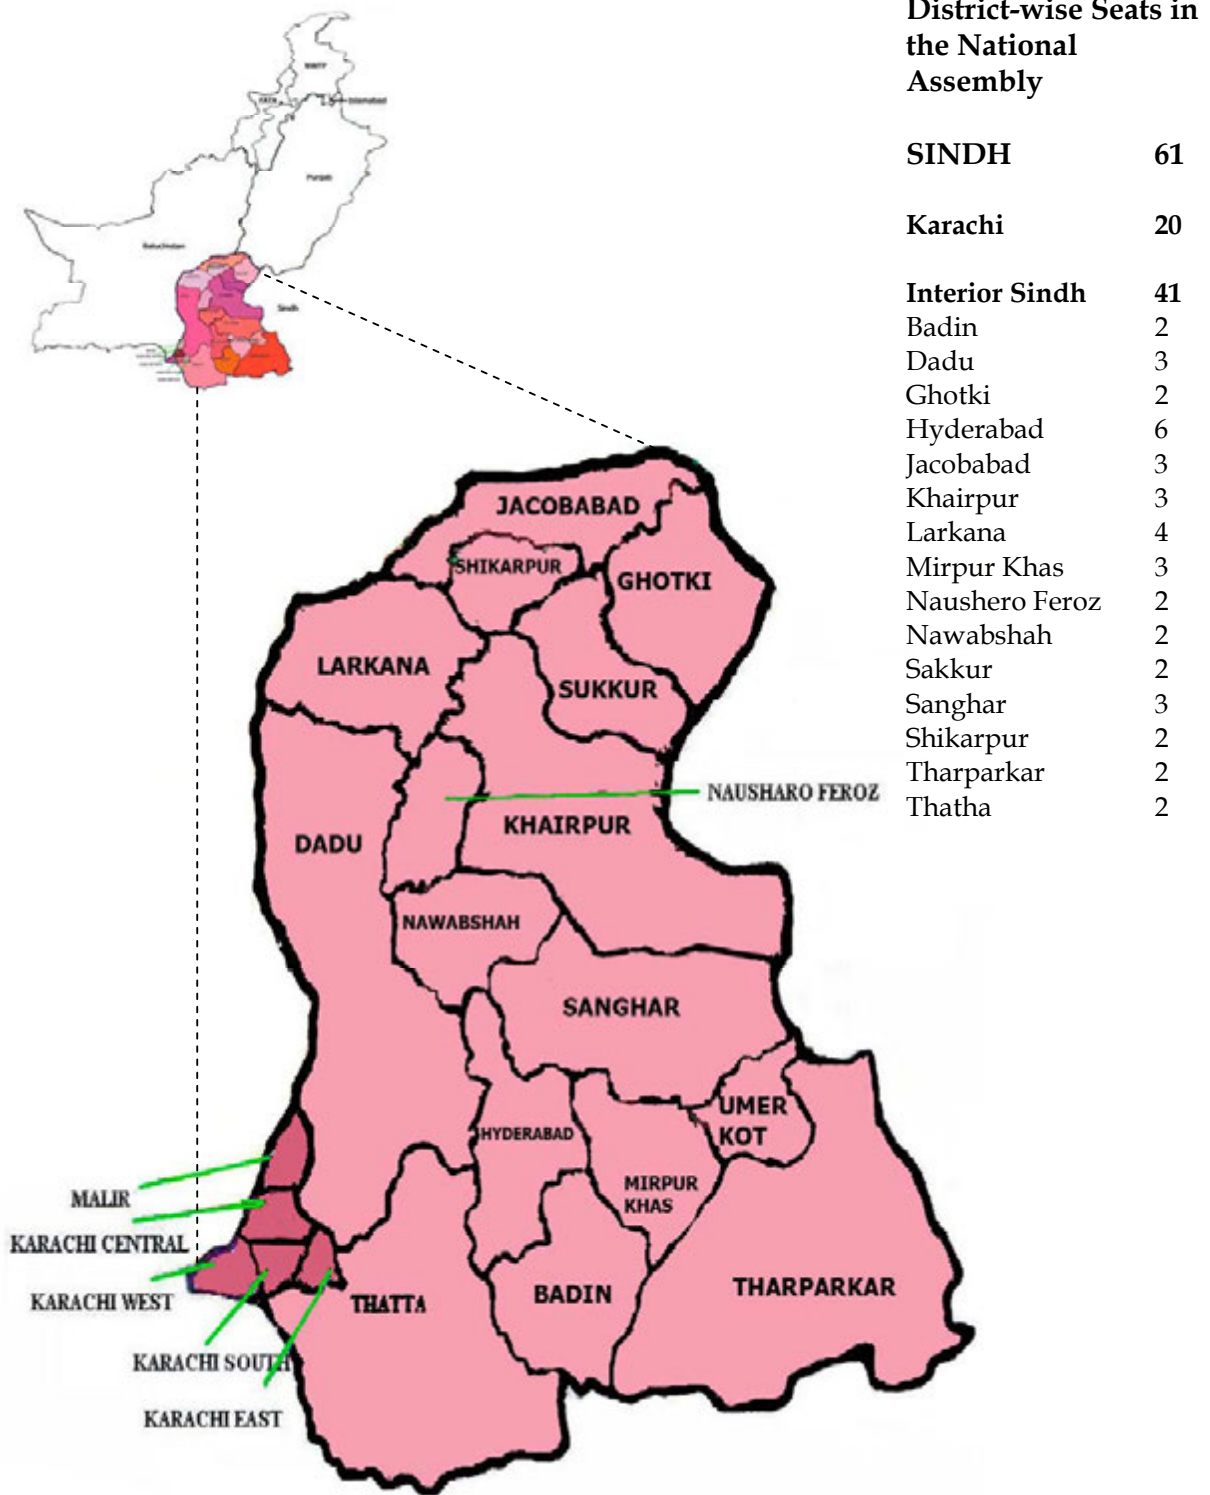 District-wise Seats in
the National
Assembly
SINDH 61
Karachi 20
Interior Sindh 41
Badin 2
Dadu 3
Ghotki 2
Hyderabad 6
Jacobabad 3
Khairpur 3
Larkana 4
Mirpur Khas 3
Naushero Feroz 2
Nawabshah 2
Sakkur 2
Sanghar 3
Shikarpur 2
Tharparkar 2
Thatha 2
NWFP
FATA
Islamabad
Punjab
Baluchistan
Sindh
JACOBABAD
SHIKARPUR
GHOTKI
LARKANA
SUKKUR
NAUSHARO FEROZ
KHAIRPUR
DADU
NAWABSHAH
SANGHAR
UMER
KOT
HYDERABAD
MIRPUR
KHAS
MALIR
KARACHI CENTRAL
KARACHI WEST
THATTA
BADIN
THARPARKAR
KARACHI SOUTH
KARACHI EAST